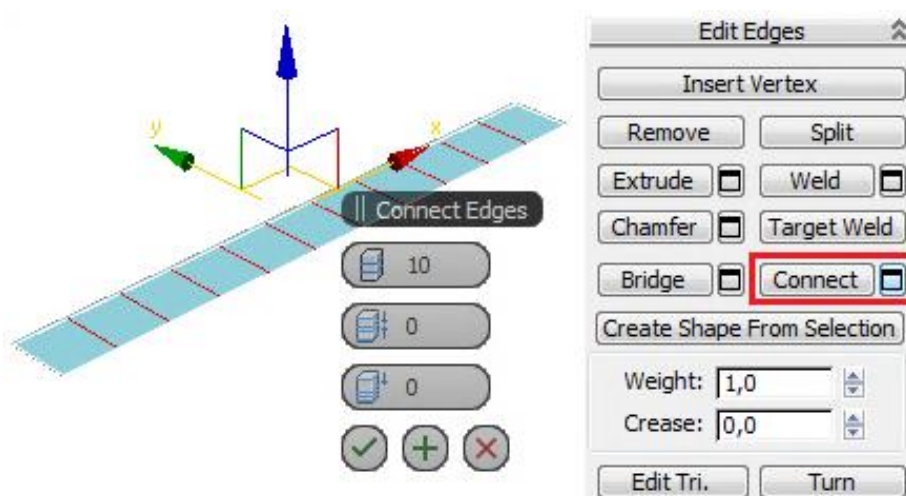 y
x
Connect Edges
10
0
0
Edit Edges
Insert Vertex
Remove Split
Extrude Weld
Chamfer Target Weld
Bridge Connect
Create Shape From Selection
Weight: 1,0
Crease: 0,0
Edit Tri. Turn